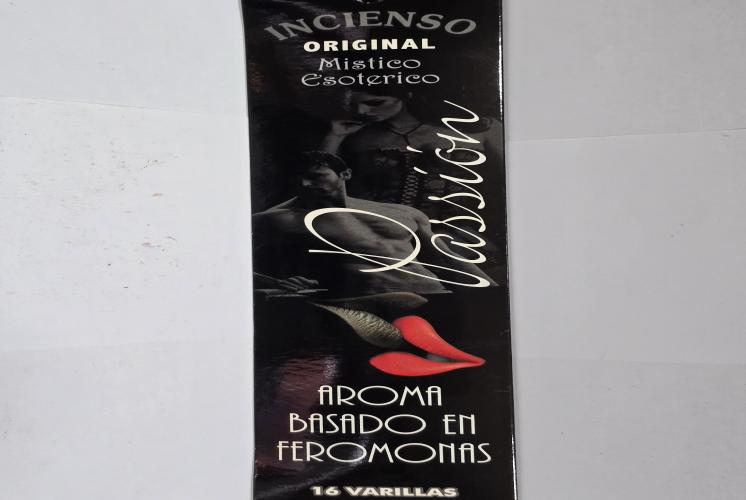 INCIENSO
ORIGINAL
Mistico
Esoterico
Passión
AROMA
BASADO EN
FEROMONAS
16 VARILLAS